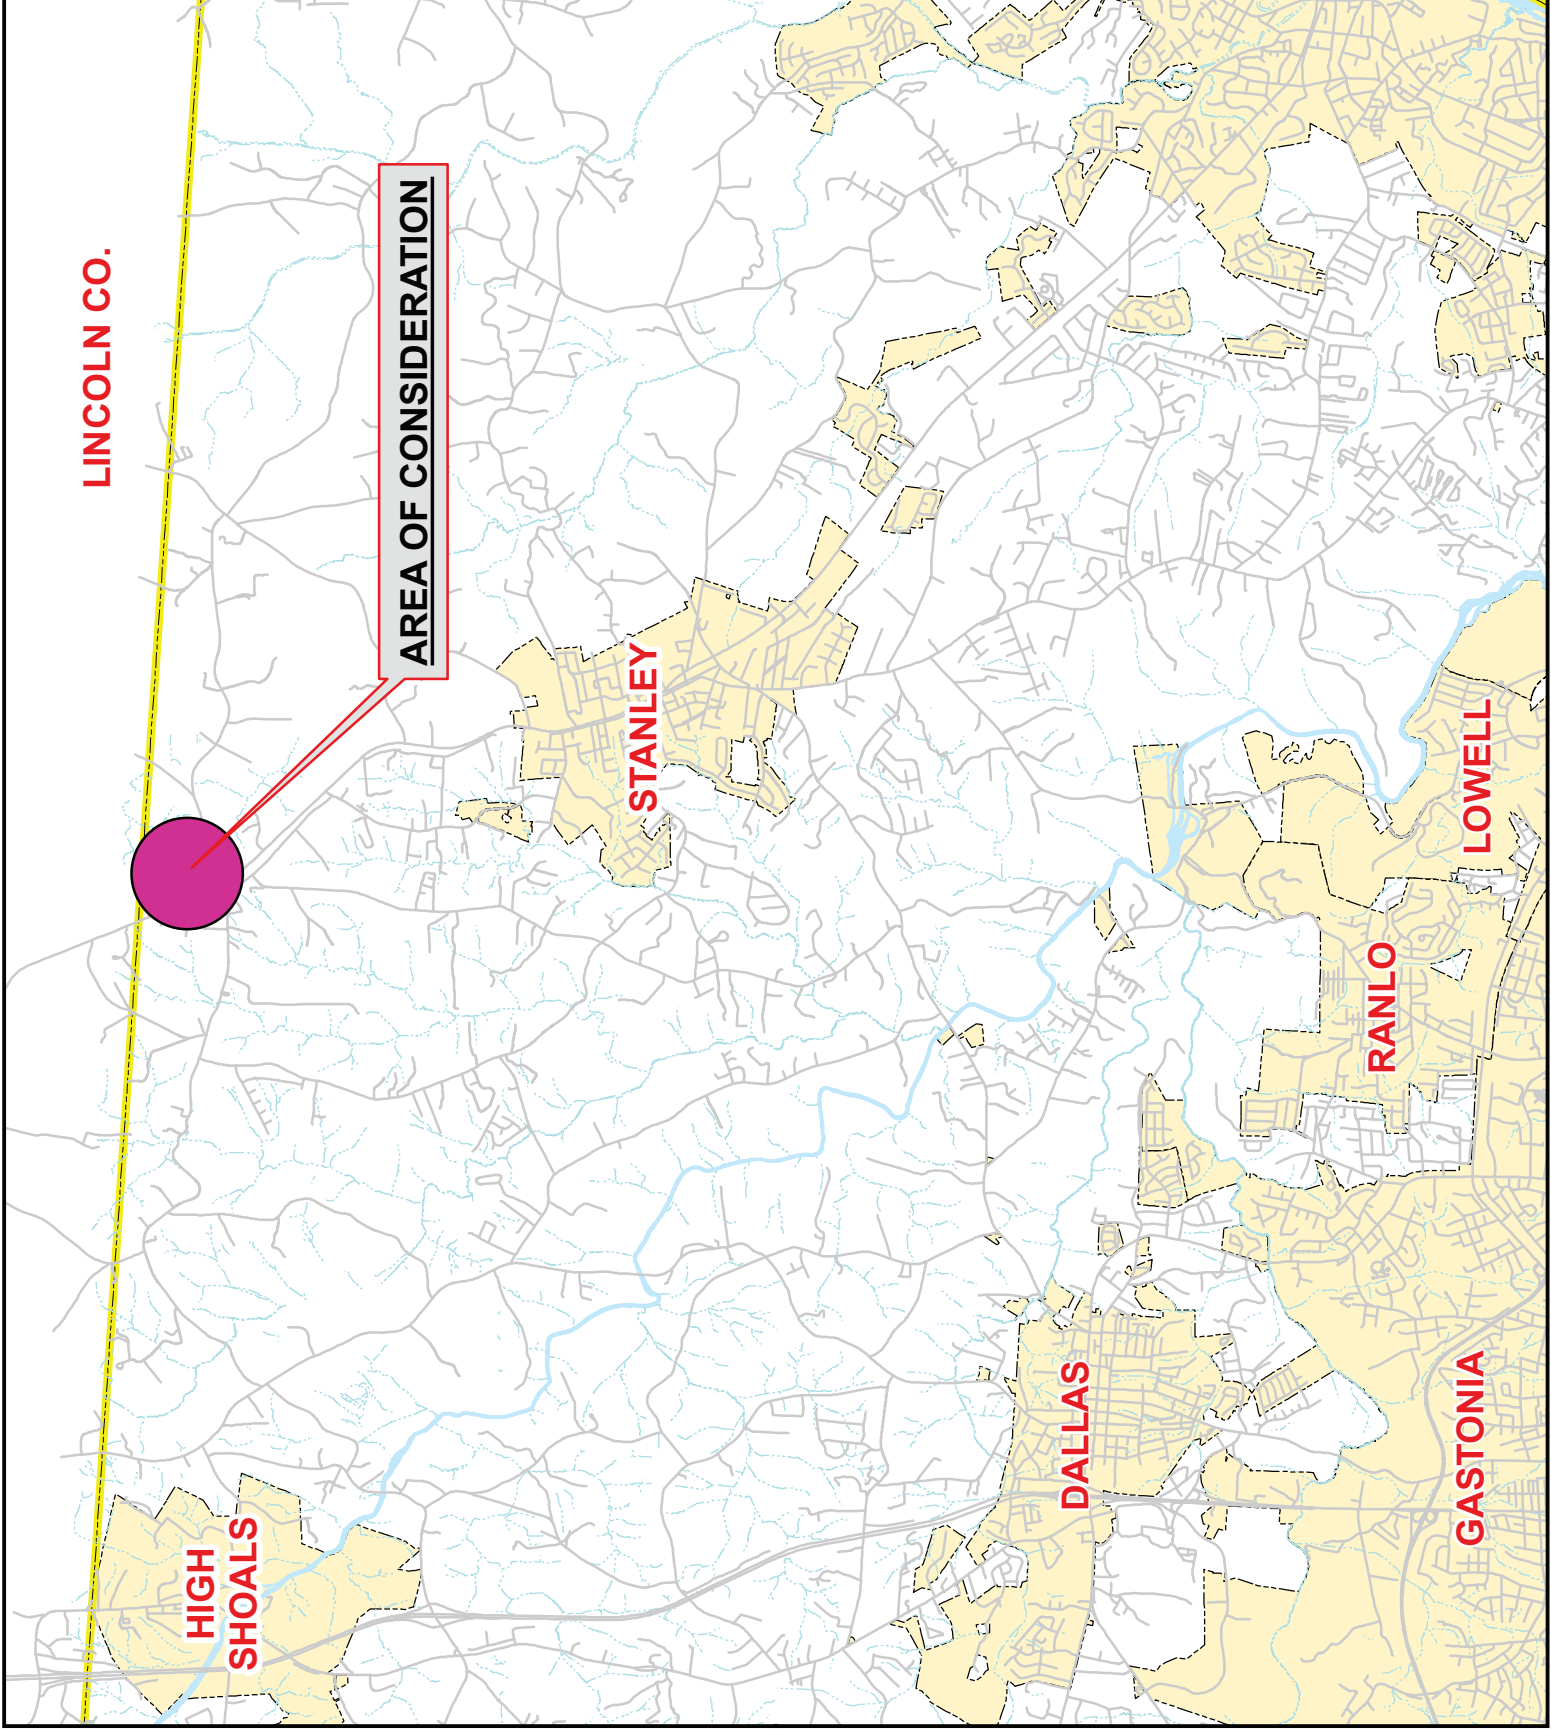 LINCOLN CO.
AREA OF CONSIDERATION
HIGH
SHOALS
STANLEY
DALLAS
RANLO
LOWELL
GASTONIA